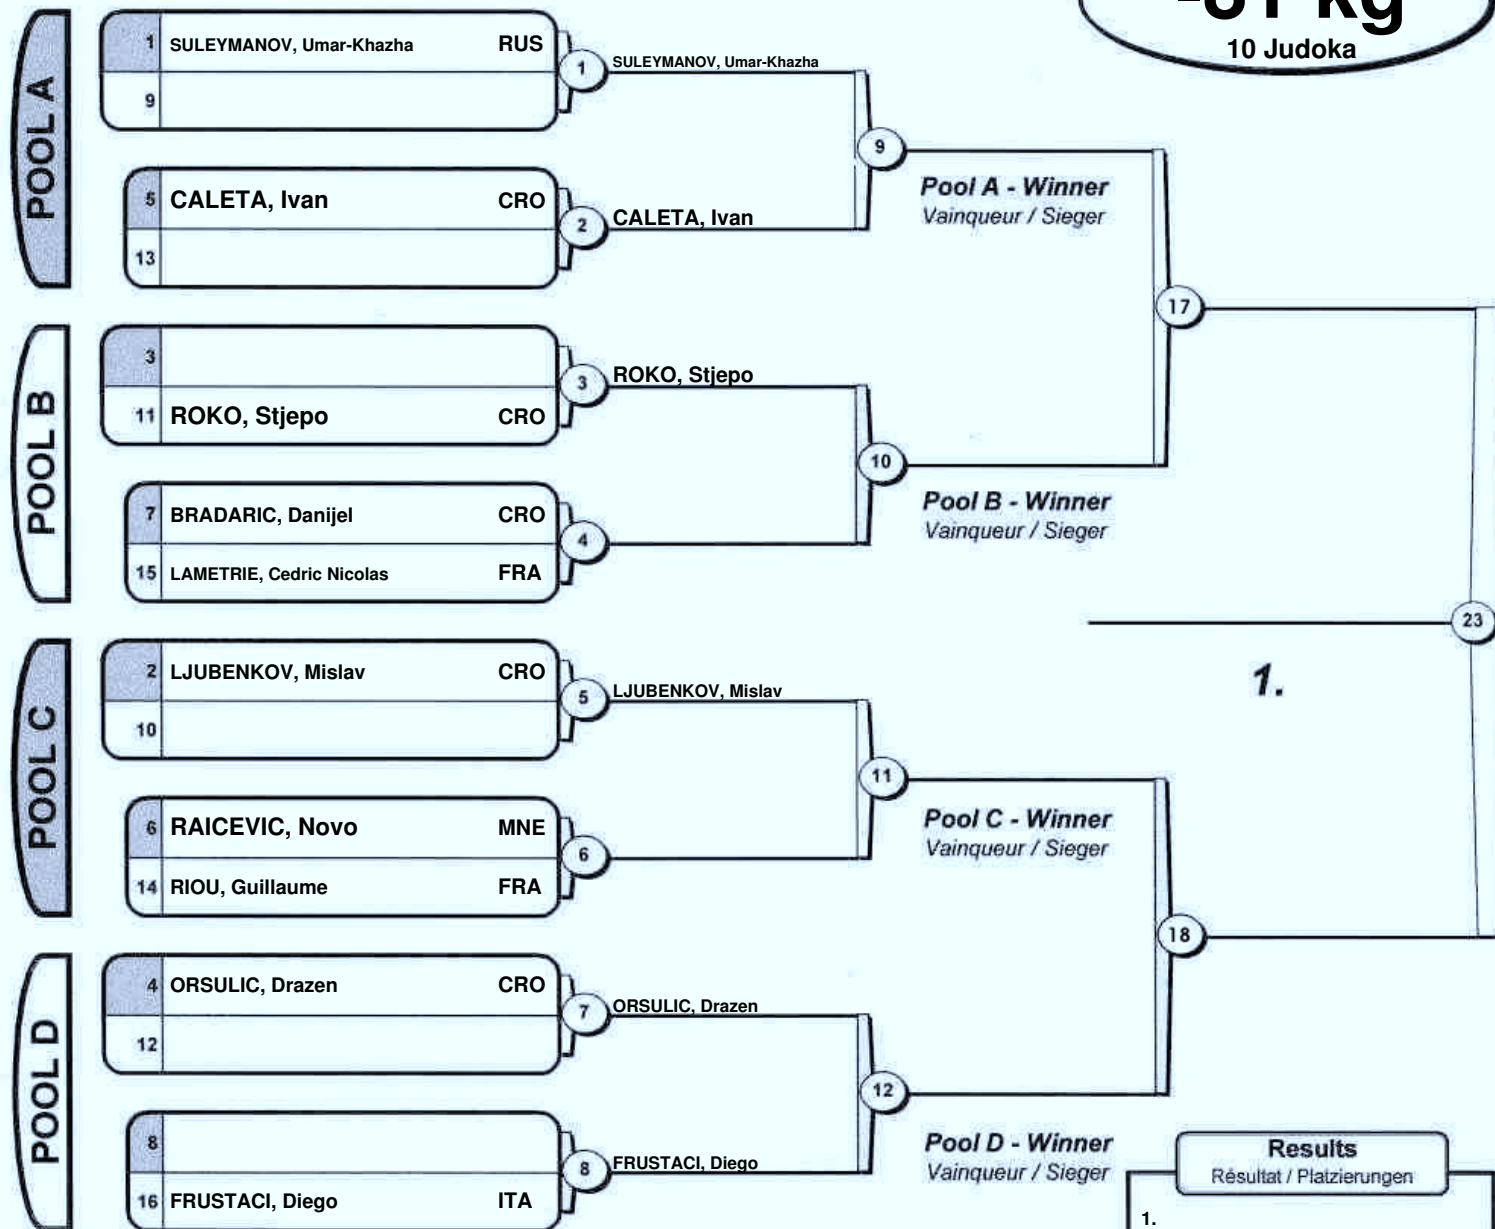 -81 kg
10 Judoka
POOL A
1 SULEYMANOV, Umar-Khazha RUS
9
1 SULEYMANOV, Umar-Khazha
5 CALETA, Ivan CRO
13
2 CALETA, Ivan
9
Pool A - Winner
Vainqueur / Sieger
17
POOL B
3
11 ROKO, Stjepo CRO
3 ROKO, Stjepo
7 BRADARIC, Danijel CRO
15 LAMETRIE, Cedric Nicolas FRA
4
10
Pool B - Winner
Vainqueur / Sieger
23
1.
POOL C
2 LJUBENKOV, Mislav CRO
10
5 LJUBENKOV, Mislav
6 RAICEVIC, Novo MNE
14 RIOU, Guillaume FRA
6
11
Pool C - Winner
Vainqueur / Sieger
18
POOL D
4 ORSULIC, Drazen CRO
12
7 ORSULIC, Drazen
8
16 FRUSTACI, Diego ITA
8 FRUSTACI, Diego
12
Pool D - Winner
Vainqueur / Sieger
Results
Résultat / Platzierungen
1.